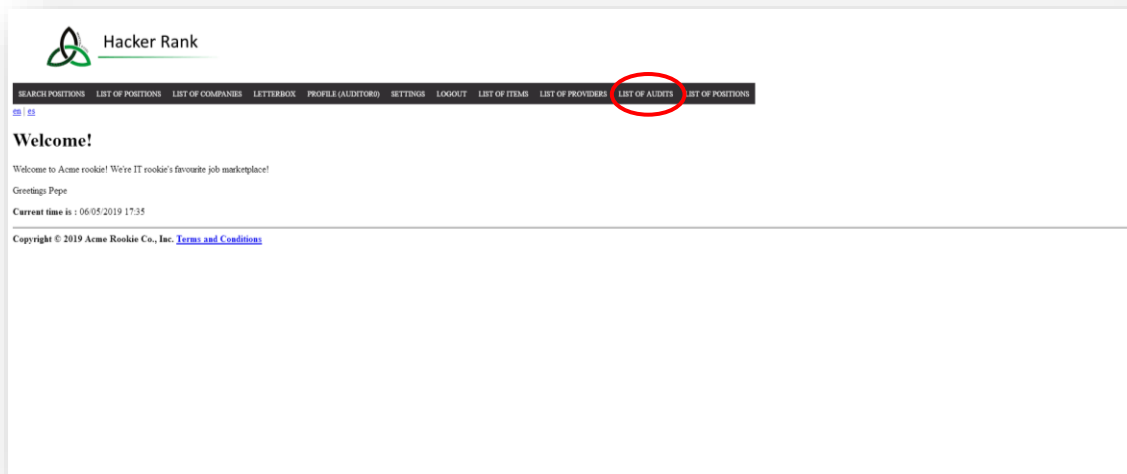 Hacker Rank
SEARCH POSITIONS LIST OF POSITIONS LIST OF COMPANIES LETTERBOX PROFILE (AUDITOR0) SETTINGS LOGOUT LIST OF ITEMS LIST OF PROVIDERS LIST OF AUDITS LIST OF POSITIONS
en | es
Welcome!
Welcome to Acme rookie! We're IT rookie's favourite job marketplace!
Greetings Pepe
Current time is : 06/05/2019 17:35
Copyright © 2019 Acme Rookie Co., Inc. Terms and Conditions